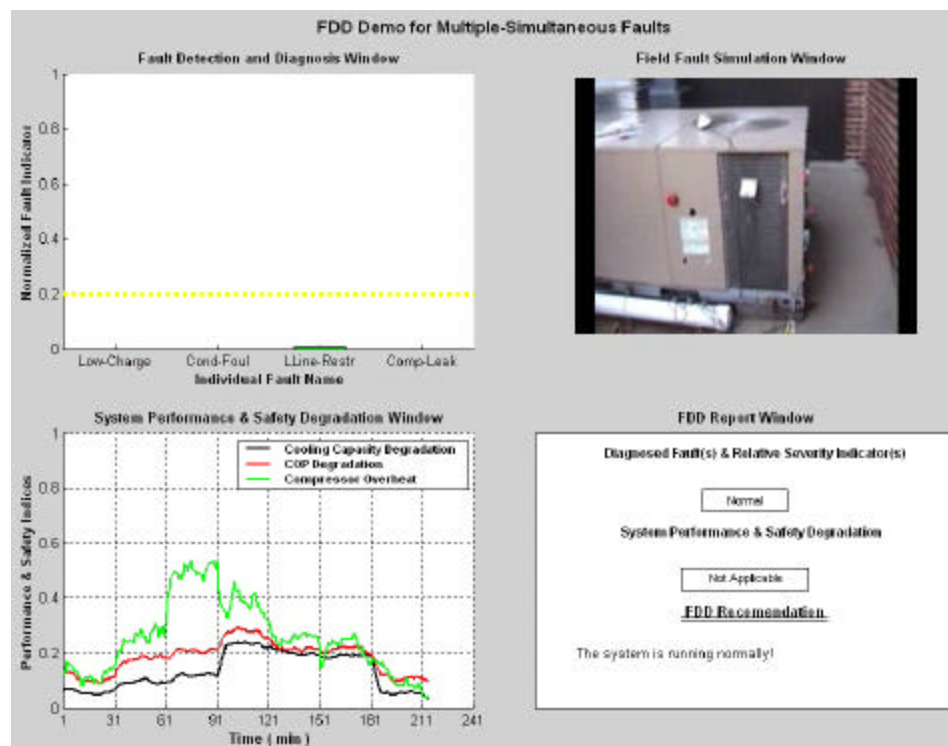 FDD Demo for Multiple-Simultaneous Faults
Fault Detection and Diagnosis Window
Normalized Fault Indicator
1
0.8
0.6
0.4
0.2
0
Low-Charge Cond-Foul LLine-Restr Comp-Leak
Individual Fault Name
Field Fault Simulation Window
System Performance & Safety Degradation Window
Performance & Safety Indices
1
0.8
0.6
0.4
0.2
0
Cooling Capacity Degradation
COP Degradation
Compressor Overheat
1 31 61 91 121 151 181 211 241
Time ( min )
FDD Report Window
Diagnosed Fault(s) & Relative Severity Indicator(s)
Normal
System Performance & Safety Degradation
Not Applicable
FDD Recomendation
The system is running normally!